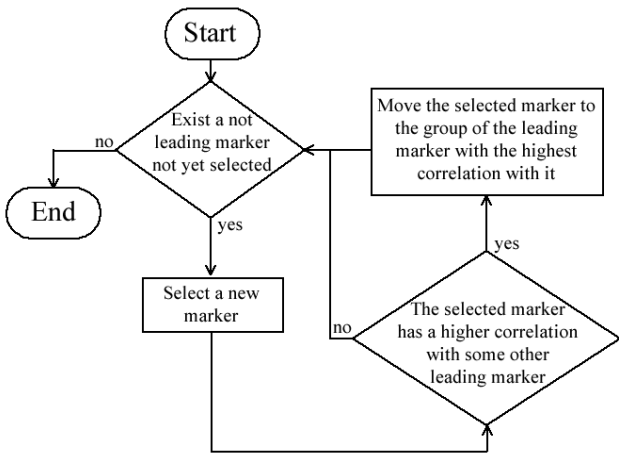 Start
Exist a not
leading marker
not yet selected
no
End
yes
Select a new
marker
Move the selected marker to
the group of the leading
marker with the highest
correlation with it
yes
no
The selected marker
has a higher correlation
with some other
leading marker